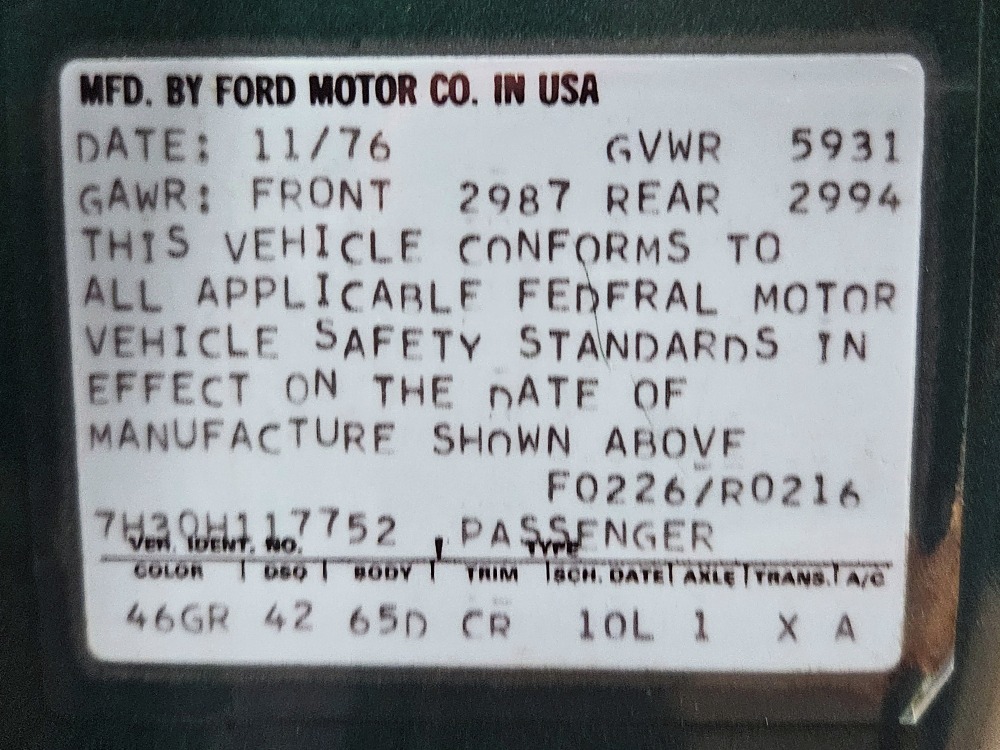 MFD. BY FORD MOTOR CO. IN USA
DATE: 11/76 GVWR 5931
GAWR: FRONT 2987 REAR 2994
THIS VEHICLE CONFORMS TO
ALL APPLICABLE FEDERAL MOTOR
VEHICLE SAFETY STANDARDS IN
EFFECT ON THE DATE OF
MANUFACTURE SHOWN ABOVE
F0226/R0216
7H30H117752 PASSENGER
VEH. IDENT. NO. TYPE
COLOR DSO BODY TRIM SCH. DATE AXLE TRANS. A/C
46GR 42 65D CR 10L 1 X A